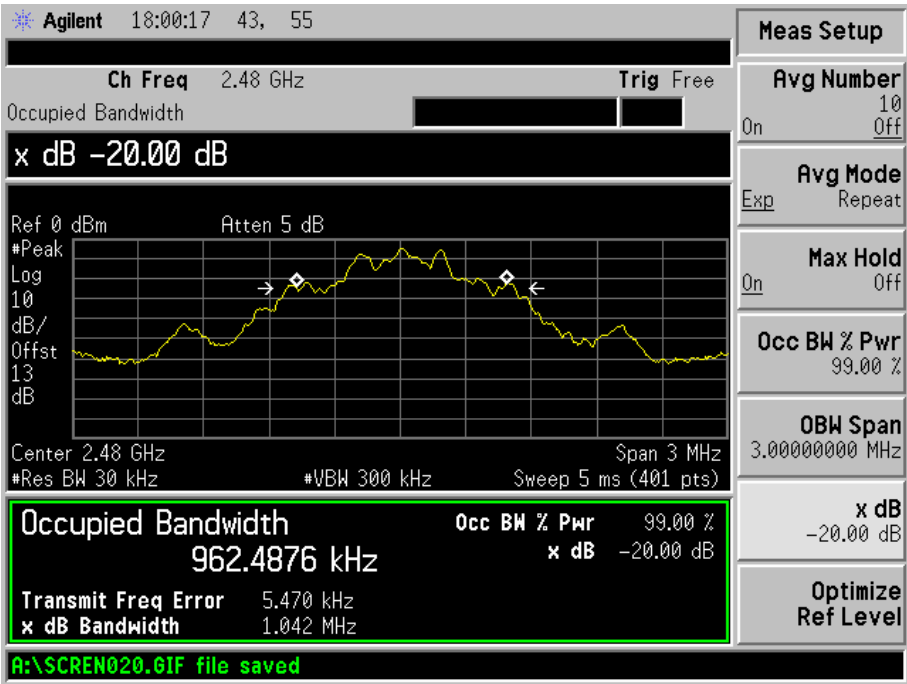 Agilent 18:00:17 43, 55
Ch Freq 2.48 GHz Trig Free
Occupied Bandwidth
x dB -20.00 dB
Ref 0 dBm Atten 5 dB
#Peak
Log
10
dB/
Offst
13
dB
Center 2.48 GHz Span 3 MHz
#Res BW 30 kHz #VBW 300 kHz Sweep 5 ms (401 pts)
Occupied Bandwidth Occ BW % Pwr 99.00 %
962.4876 kHz x dB -20.00 dB
Transmit Freq Error 5.470 kHz
x dB Bandwidth 1.042 MHz
A:\SCREN020.GIF file saved
Meas Setup
Avg Number
10
On Off
Avg Mode
Exp Repeat
Max Hold
On Off
Occ BW % Pwr
99.00 %
OBW Span
3.00000000 MHz
x dB
-20.00 dB
Optimize
Ref Level